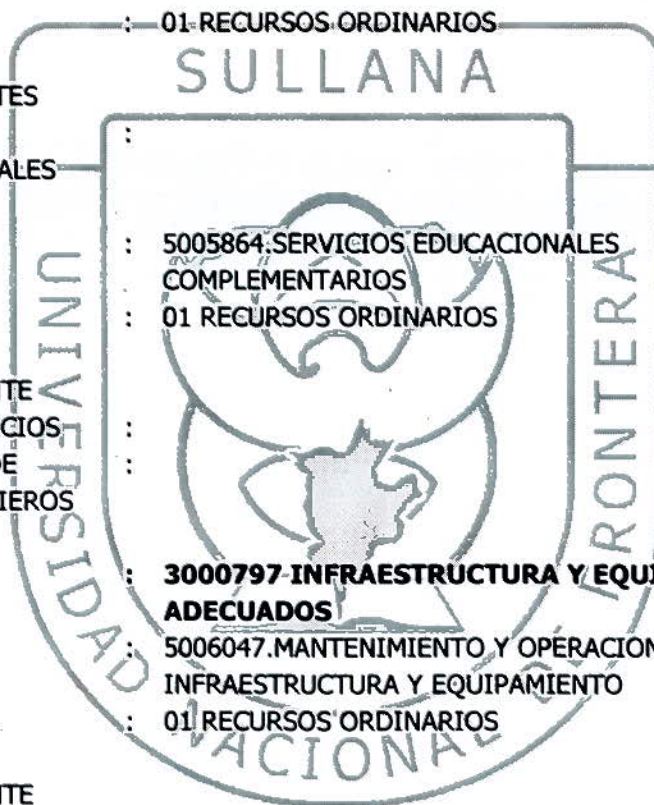 : 01 RECURSOS ORDINARIOS
SULLANA
TES
:
ALES
: 5005864.SERVICIOS EDUCACIONALES
COMPLEMENTARIOS
: 01 RECURSOS ORDINARIOS
TE
CIOS :
DE :
IEROS
: 3000797 INFRAESTRUCTURA Y EQUI
ADECUADOS
: 5006047.MANTENIMIENTO Y OPERACION
INFRAESTRUCTURA Y EQUIPAMIENTO
: 01 RECURSOS ORDINARIOS
NTE
UNIVERSIDAD NACIONAL DE FRONTERA